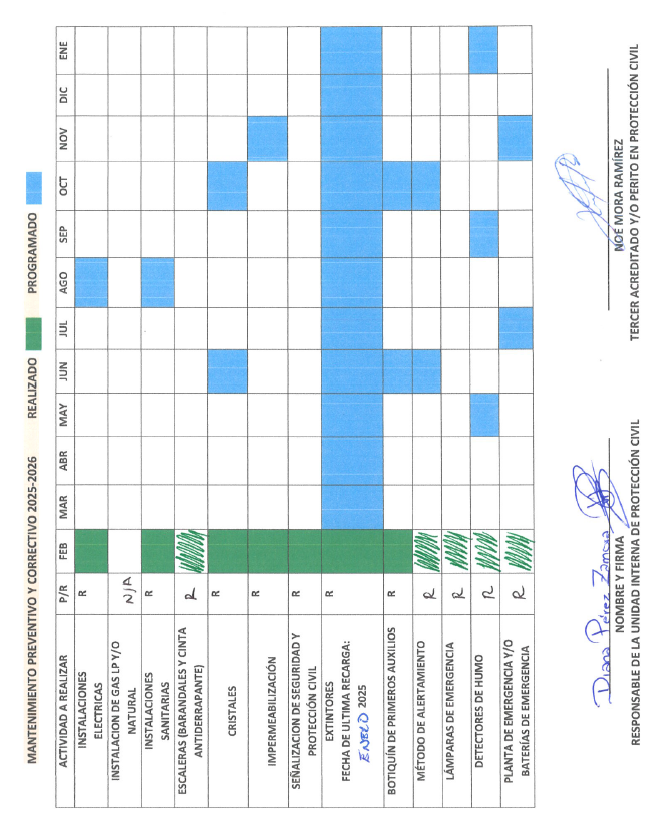 MANTENIMIENTO PREVENTIVO Y CORRECTIVO 2025-2026 REALIZADO PROGRAMADO
ACTIVIDAD A REALIZAR P/R FEB MAR ABR MAY JUN JUL AGO SEP OCT NOV DIC ENE
INSTALACIONES
ELECTRICAS
R
INSTALACION DE GAS LP Y/O
NATURAL
N/A
INSTALACIONES
SANITARIAS
R
ESCALERAS (BARANDALES Y CINTA
ANTIDERRAPANTE)
R
CRISTALES
R
IMPERMEABILIZACIÓN
R
SEÑALIZACION DE SEGURIDAD Y
PROTECCIÓN CIVIL
R
EXTINTORES
FECHA DE ULTIMA RECARGA:
ENERO 2025
R
BOTIQUÍN DE PRIMEROS AUXILIOS
R
MÉTODO DE ALERTAMIENTO
R
LÁMPARAS DE EMERGENCIA
R
DETECTORES DE HUMO
R
PLANTA DE EMERGENCIA Y/O
BATERÍAS DE EMERGENCIA
R
Diana Pérez Zamora
NOMBRE Y FIRMA
RESPONSABLE DE LA UNIDAD INTERNA DE PROTECCIÓN CIVIL
NOÉ MORA RAMÍREZ
TERCER ACREDITADO Y/O PERITO EN PROTECCIÓN CIVIL